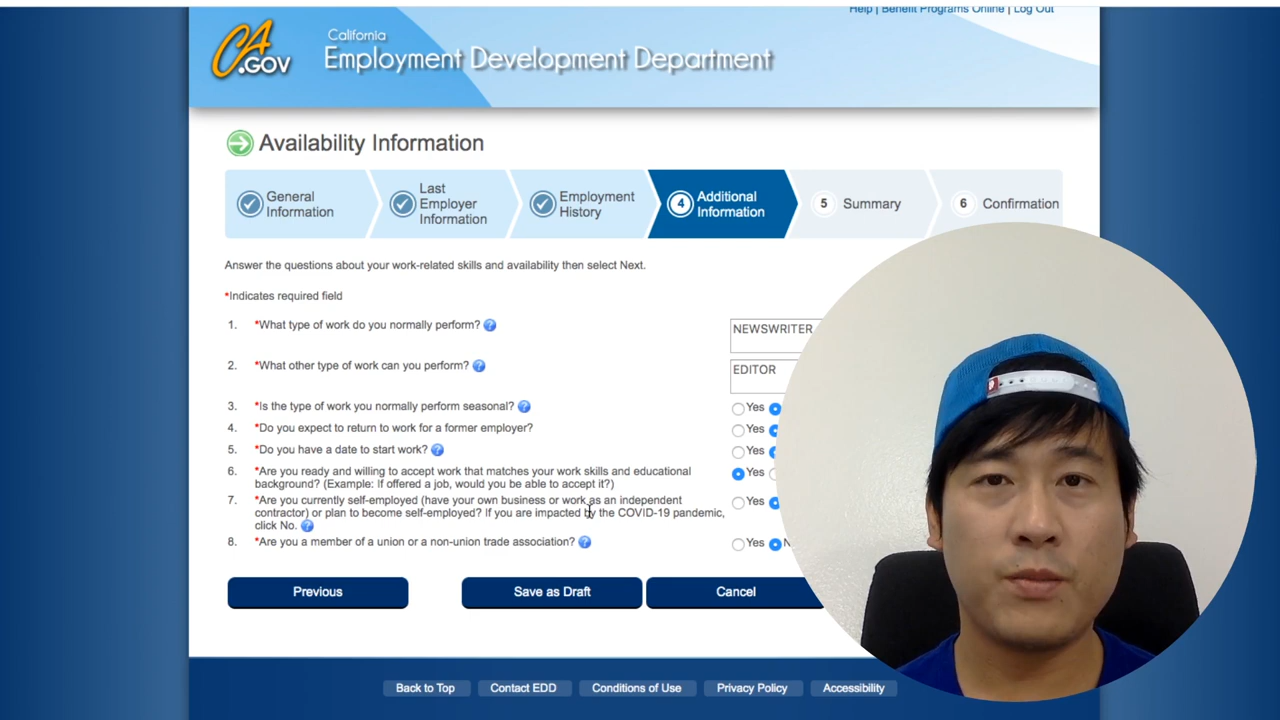 Help | Benefit Programs Online | Log Out
CA
.GOV
California
Employment Development Department
Availability Information
General Information
Last Employer Information
Employment History
4 Additional Information
5 Summary
6 Confirmation
Answer the questions about your work-related skills and availability then select Next.
*Indicates required field
1. *What type of work do you normally perform? ? NEWSWRITER
2. *What other type of work can you perform? ? EDITOR
3. *Is the type of work you normally perform seasonal? ? Yes
4. *Do you expect to return to work for a former employer? Yes
5. *Do you have a date to start work? ? Yes
6. *Are you ready and willing to accept work that matches your work skills and educational Yes
background? (Example: If offered a job, would you be able to accept it?)
7. *Are you currently self-employed (have your own business or work as an independent Yes
contractor) or plan to become self-employed? If you are impacted by the COVID-19 pandemic,
click No. ?
8. *Are you a member of a union or a non-union trade association? ? Yes
Previous Save as Draft Cancel
Back to Top Contact EDD Conditions of Use Privacy Policy Accessibility